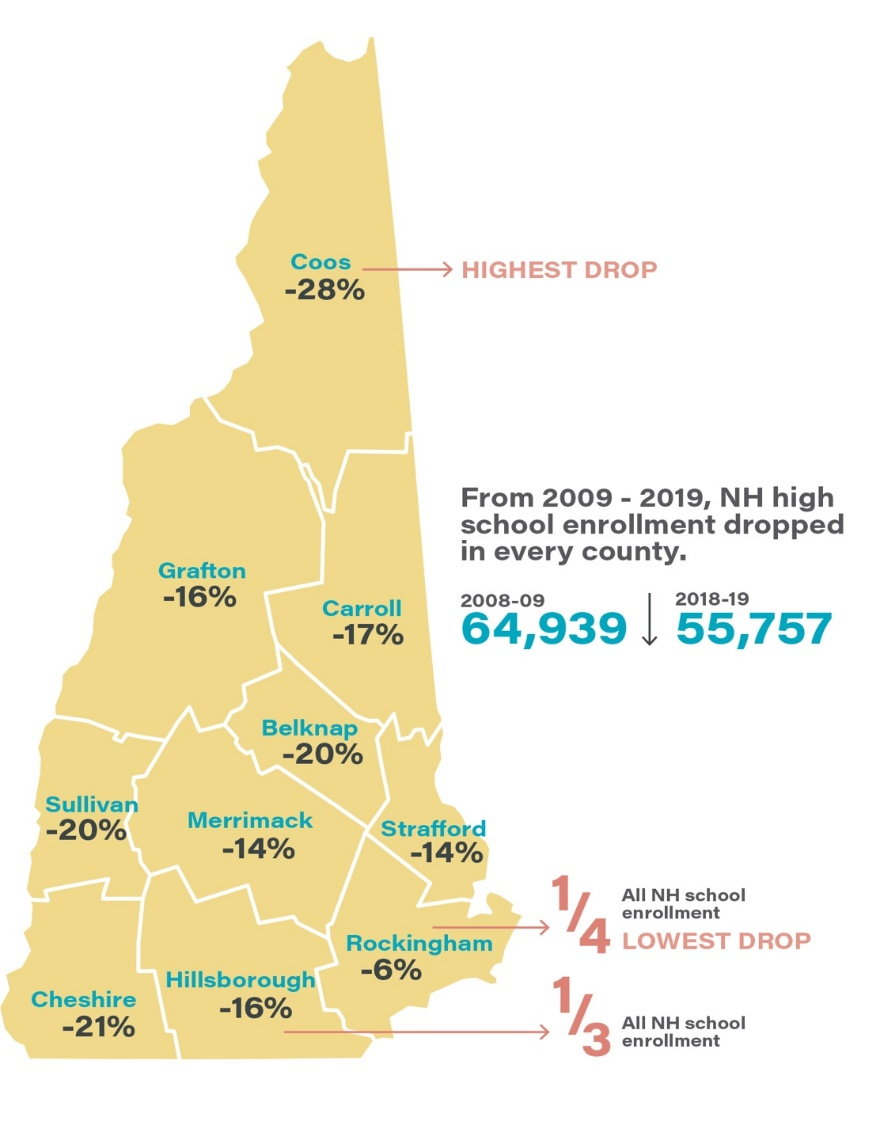 Coos
-28%
HIGHEST DROP
From 2009 - 2019, NH high
school enrollment dropped
in every county.
2008-09
64,939
2018-19
55,757
Grafton
-16%
Carroll
-17%
Belknap
-20%
Sullivan
-20%
Merrimack
-14%
Strafford
-14%
Rockingham
-6%
1/4
All NH school
enrollment
LOWEST DROP
Hillsborough
-16%
1/3
All NH school
enrollment
Cheshire
-21%